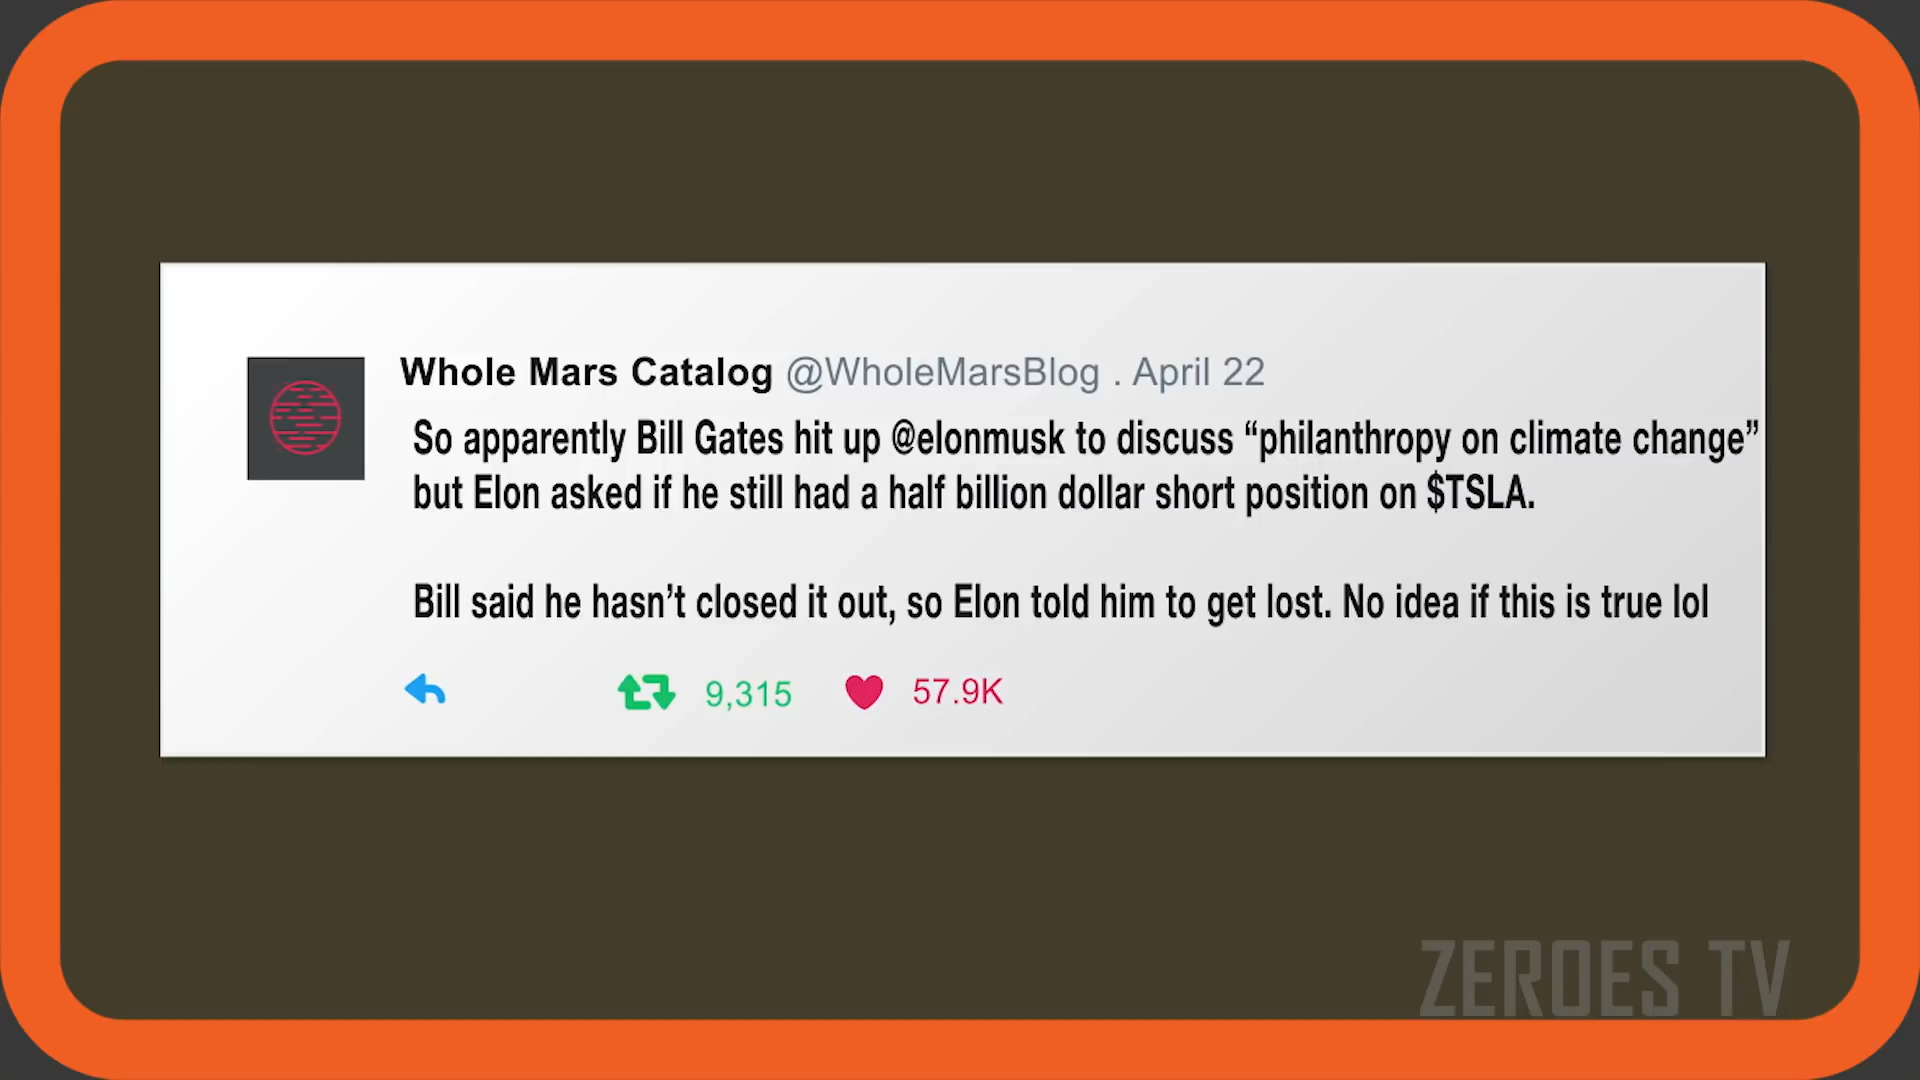 Whole Mars Catalog @WholeMarsBlog . April 22
So apparently Bill Gates hit up @elonmusk to discuss “philanthropy on climate change”
but Elon asked if he still had a half billion dollar short position on $TSLA.
Bill said he hasn’t closed it out, so Elon told him to get lost. No idea if this is true lol
9,315 57.9K
ZEROES TV